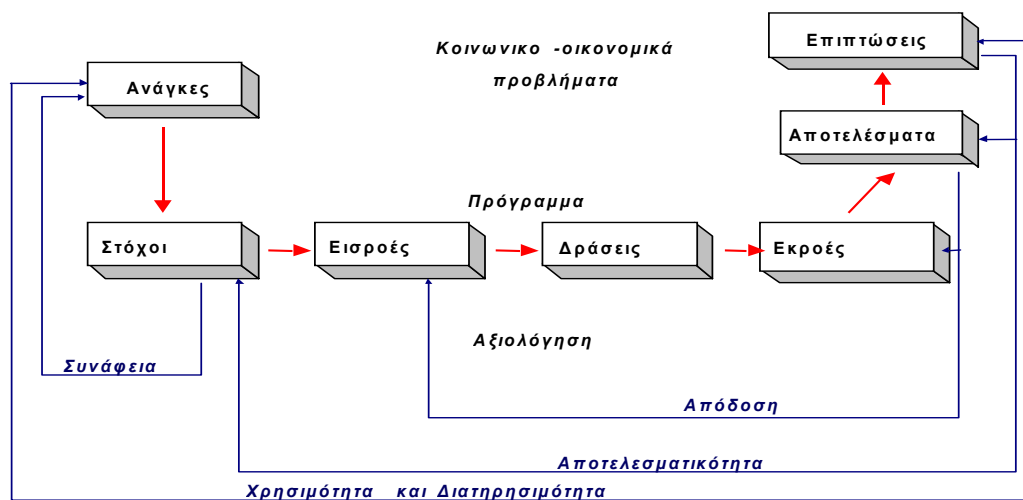 Κοινωνικο -οικονομικά
προβλήματα
Επιπτώσεις
Ανάγκες
Αποτελέσματα
Πρόγραμμα
Στόχοι
Εισροές
Δράσεις
Εκροές
Αξιολόγηση
Συνάφεια
Απόδοση
Αποτελεσματικότητα
Χρησιμότητα και Διατηρησιμότητα